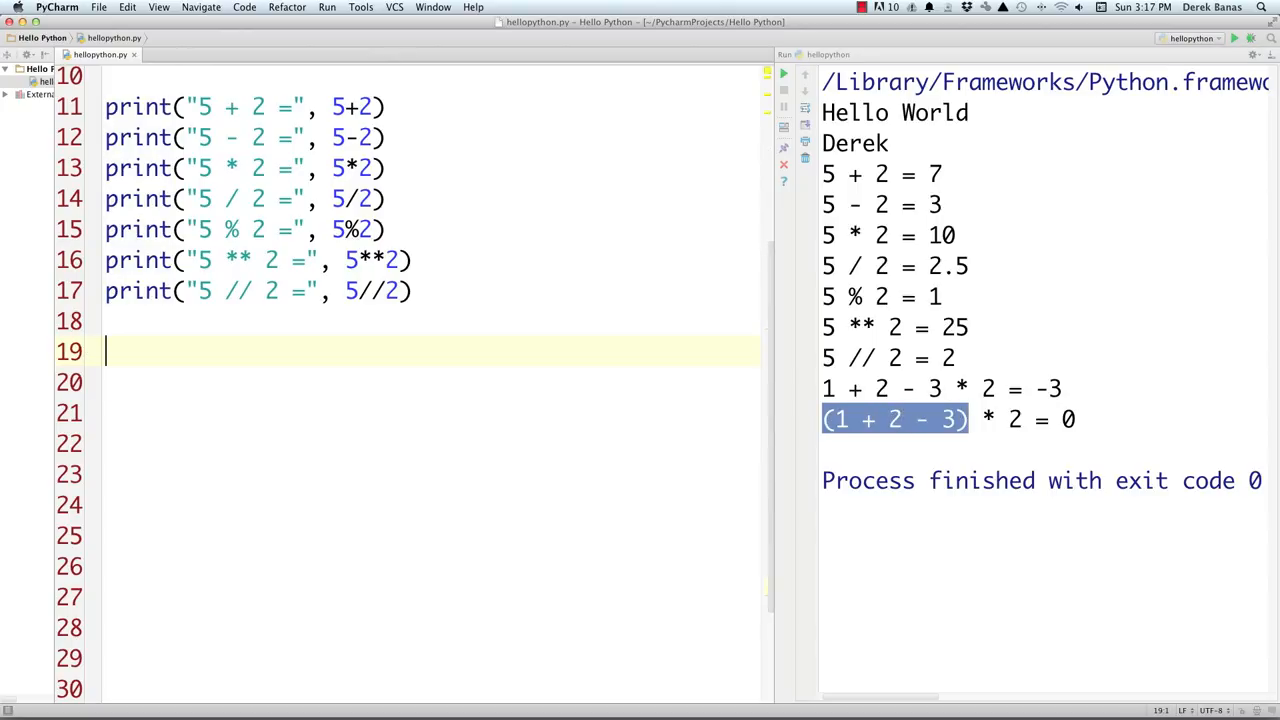 PyCharm File Edit View Navigate Code Refactor Run Tools VCS Window Help 10 Sun 3:17 PM Derek Banas
hellopython.py - Hello Python - [~/PycharmProjects/Hello Python]
Hello Python hellopython.py hellopython
hellopython.py Run hellopython
Hello P
hell
Externa
10
11 print("5 + 2 =", 5+2)
12 print("5 - 2 =", 5-2)
13 print("5 * 2 =", 5*2)
14 print("5 / 2 =", 5/2)
15 print("5 % 2 =", 5%2)
16 print("5 ** 2 =", 5**2)
17 print("5 // 2 =", 5//2)
18
19
20
21
22
23
24
25
26
27
28
29
30
/Library/Frameworks/Python.framewo
Hello World
Derek
5 + 2 = 7
5 - 2 = 3
5 * 2 = 10
5 / 2 = 2.5
5 % 2 = 1
5 ** 2 = 25
5 // 2 = 2
1 + 2 - 3 * 2 = -3
(1 + 2 - 3) * 2 = 0
Process finished with exit code 0
19:1 LF UTF-8